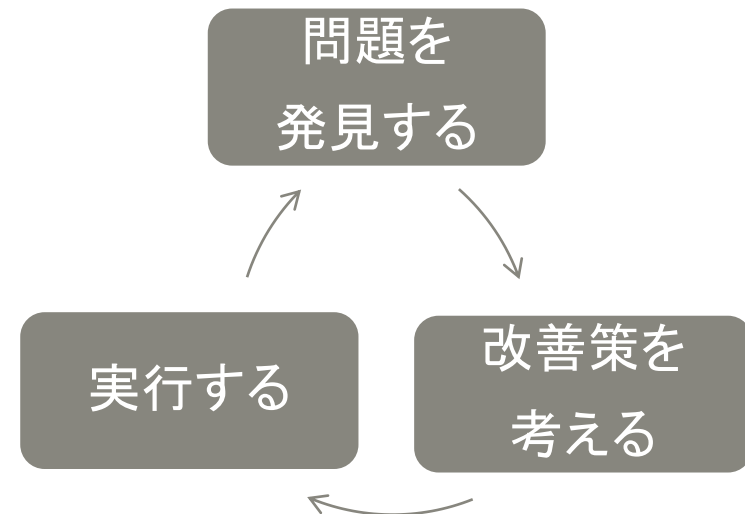 問題を
発見する
改善策を
考える
実行する